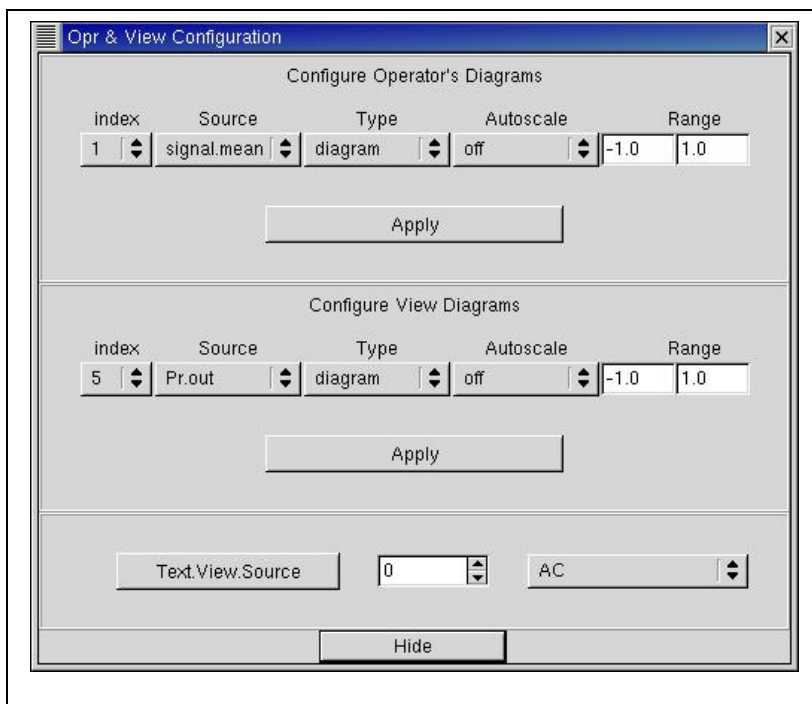 Opr & View Configuration
Configure Operator's Diagrams
index Source Type Autoscale Range
1 signal.mean diagram off -1.0 1.0
Apply
Configure View Diagrams
index Source Type Autoscale Range
5 Pr.out diagram off -1.0 1.0
Apply
Text.View.Source 0 AC
Hide